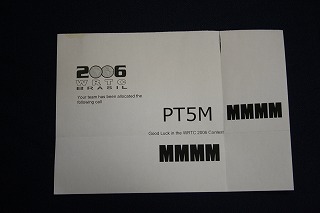 2006
WRTC
BRASIL
Your team has been allocated the
following call
PT5M
MMMM
Good Luck in the WRTC 2006 Contest
MMMM